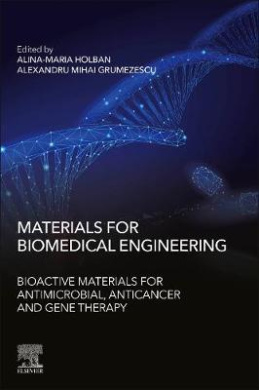 Edited by
ALINA-MARIA HOLBAN
ALEXANDRU MIHAI GRUMEZESCU
MATERIALS FOR
BIOMEDICAL ENGINEERING
BIOACTIVE MATERIALS FOR
ANTIMICROBIAL, ANTICANCER
AND GENE THERAPY
ELSEVIER